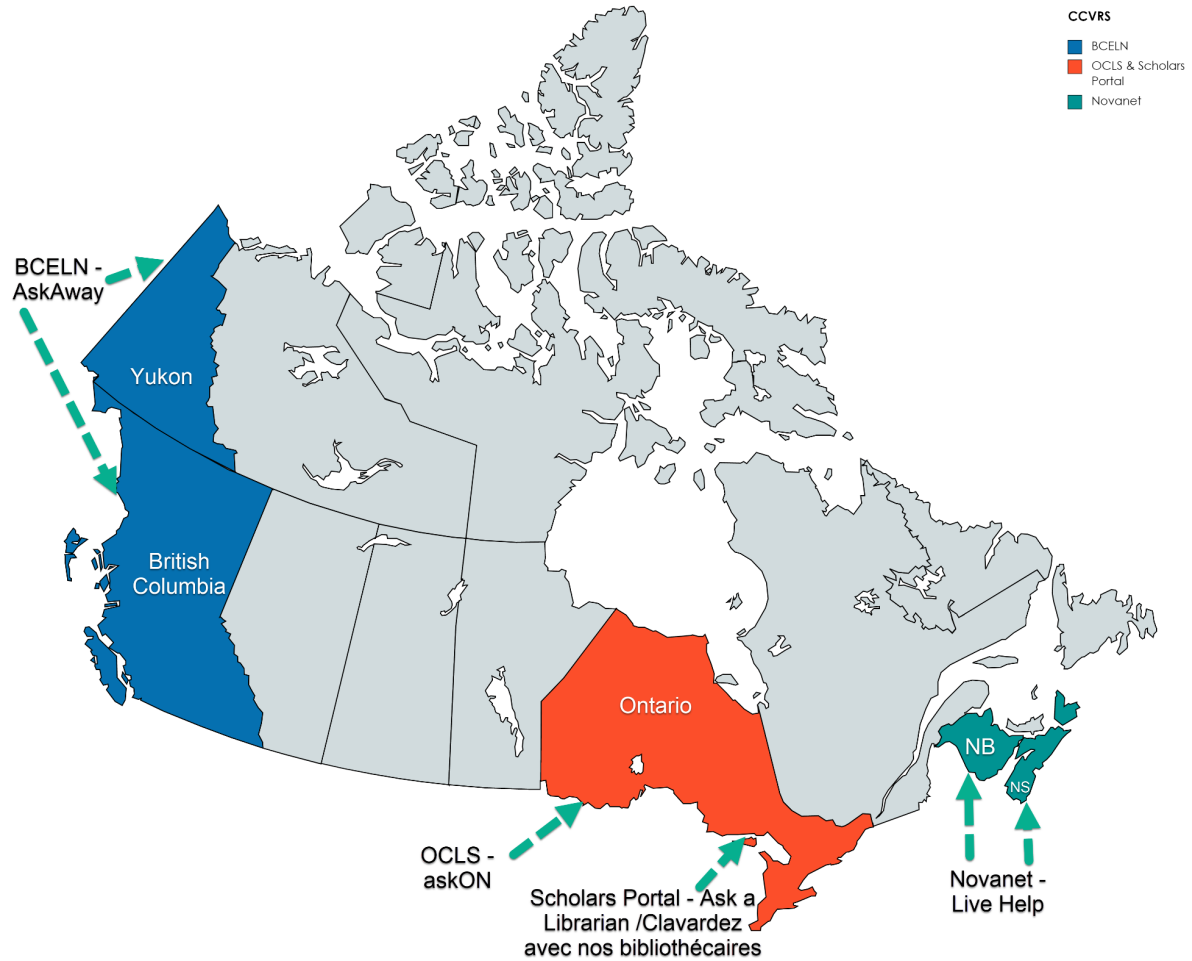 CCVRS
BCELN
OCLS & Scholars
Portal
Novanet
BCELN -
AskAway
Yukon
British
Columbia
Ontario
NB
NS
OCLS -
askON
Scholars Portal - Ask a
Librarian /Clavardez
avec nos bibliothécaires
Novanet -
Live Help